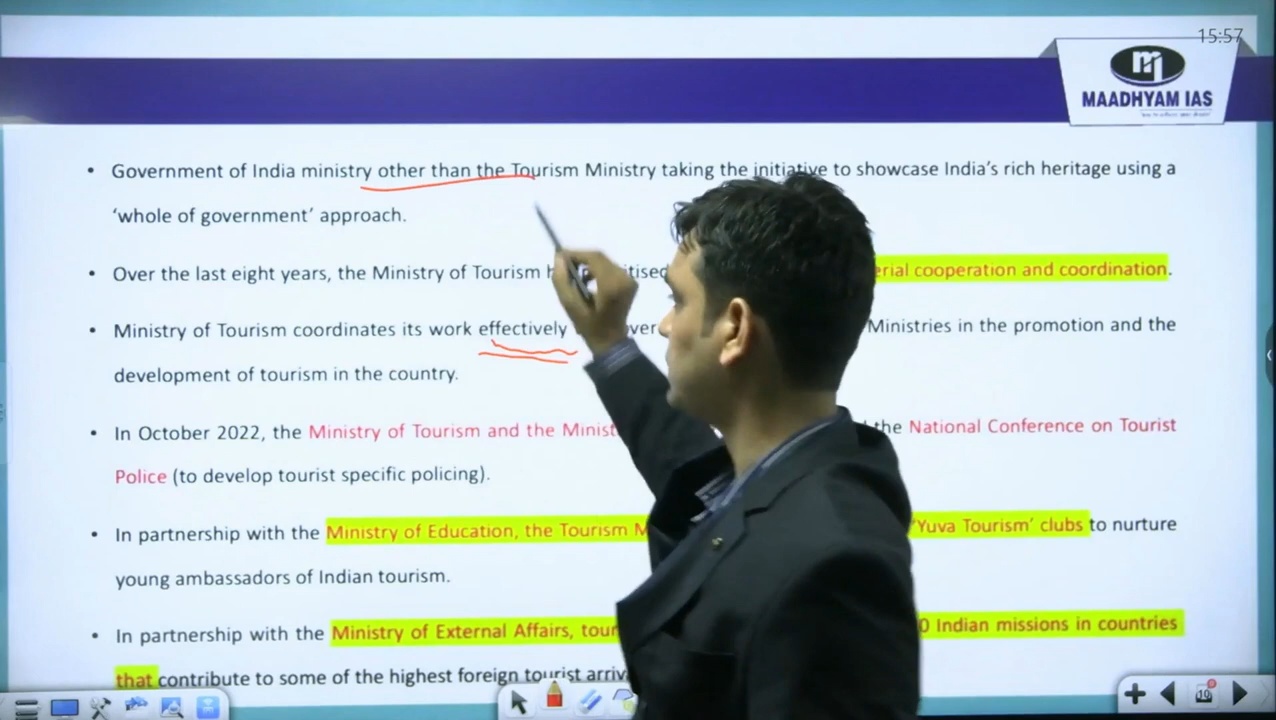 15:57
MAADHYAM IAS
• Government of India ministry other than the Tourism Ministry taking the initiative to showcase India's rich heritage using a
'whole of government' approach.
• Over the last eight years, the Ministry of Tourism erial cooperation and coordination.
• Ministry of Tourism coordinates its work effectively Ministries in the promotion and the
development of tourism in the country.
• In October 2022, the Ministry of Tourism and the the National Conference on Tourist
Police (to develop tourist specific policing).
• In partnership with the Ministry of Education, the Tourism 'Yuva Tourism' clubs to nurture
young ambassadors of Indian tourism.
• In partnership with the Ministry of External Affairs, 0 Indian missions in countries
that contribute to some of the highest foreign tourist
19